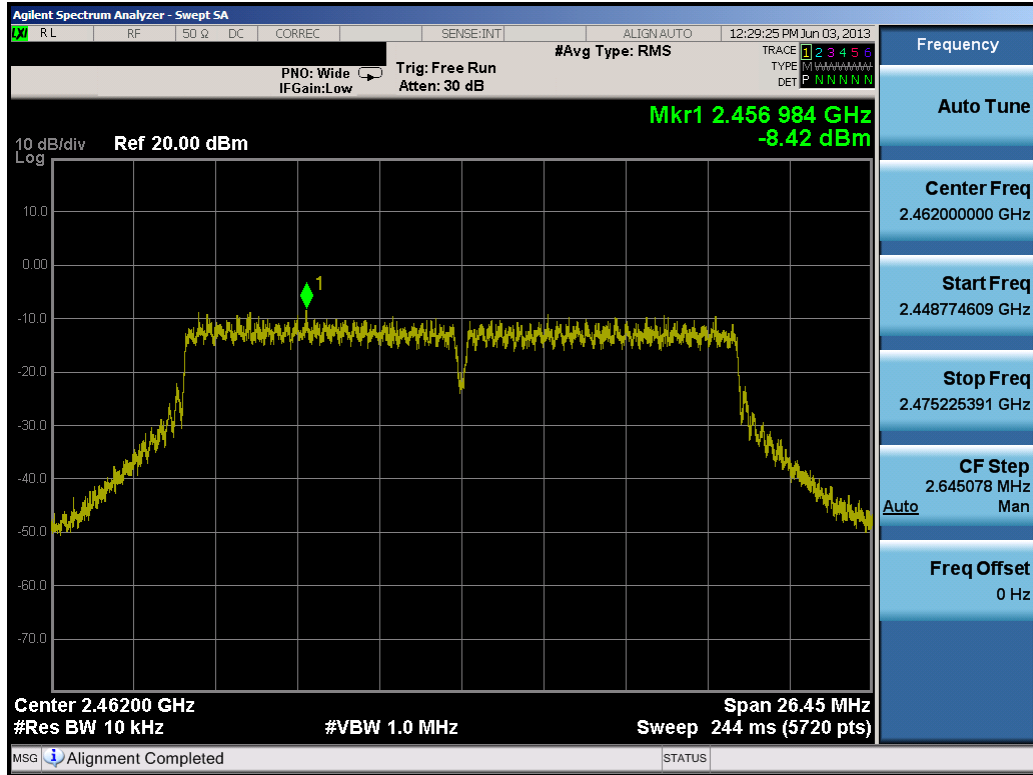 Agilent Spectrum Analyzer - Swept SA
LXI RL RF 50 Ω DC CORREC SENSE:INT ALIGN AUTO 12:29:25 PM Jun 03, 2013
#Avg Type: RMS
TRACE 1 2 3 4 5 6
TYPE M WWWWW
DET P N N N N N
PNO: Wide
IFGain:Low
Trig: Free Run
Atten: 30 dB
Mkr1 2.456 984 GHz
-8.42 dBm
10 dB/div
Log
Ref 20.00 dBm
10.0
0.00
1
-10.0
-20.0
-30.0
-40.0
-50.0
-60.0
-70.0
Center 2.46200 GHz
Span 26.45 MHz
#Res BW 10 kHz
#VBW 1.0 MHz
Sweep 244 ms (5720 pts)
MSG
Alignment Completed
STATUS
Frequency
Auto Tune
Center Freq
2.462000000 GHz
Start Freq
2.448774609 GHz
Stop Freq
2.475225391 GHz
CF Step
2.645078 MHz
Auto Man
Freq Offset
0 Hz